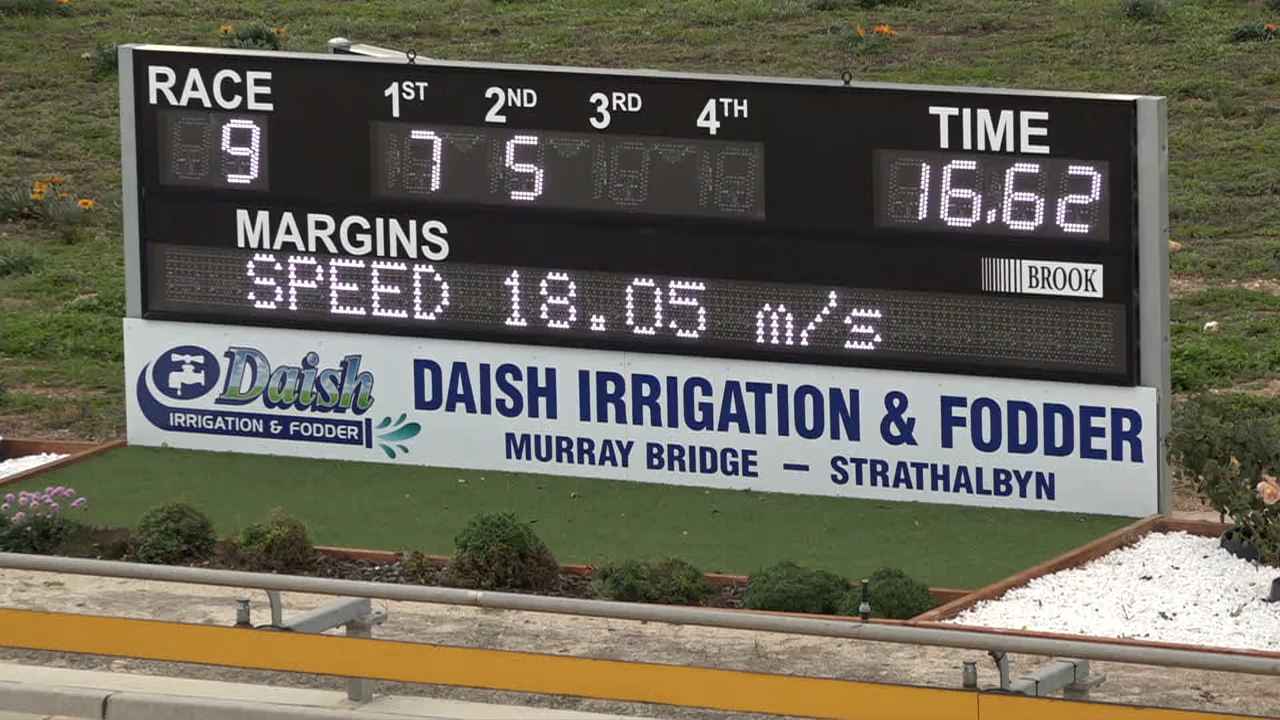 RACE 1ST 2ND 3RD 4TH TIME
9 7 5 16.62
MARGINS
BROOK
SPEED 18.05 m/s
Daish
IRRIGATION & FODDER
DAISH IRRIGATION & FODDER
MURRAY BRIDGE – STRATHALBYN